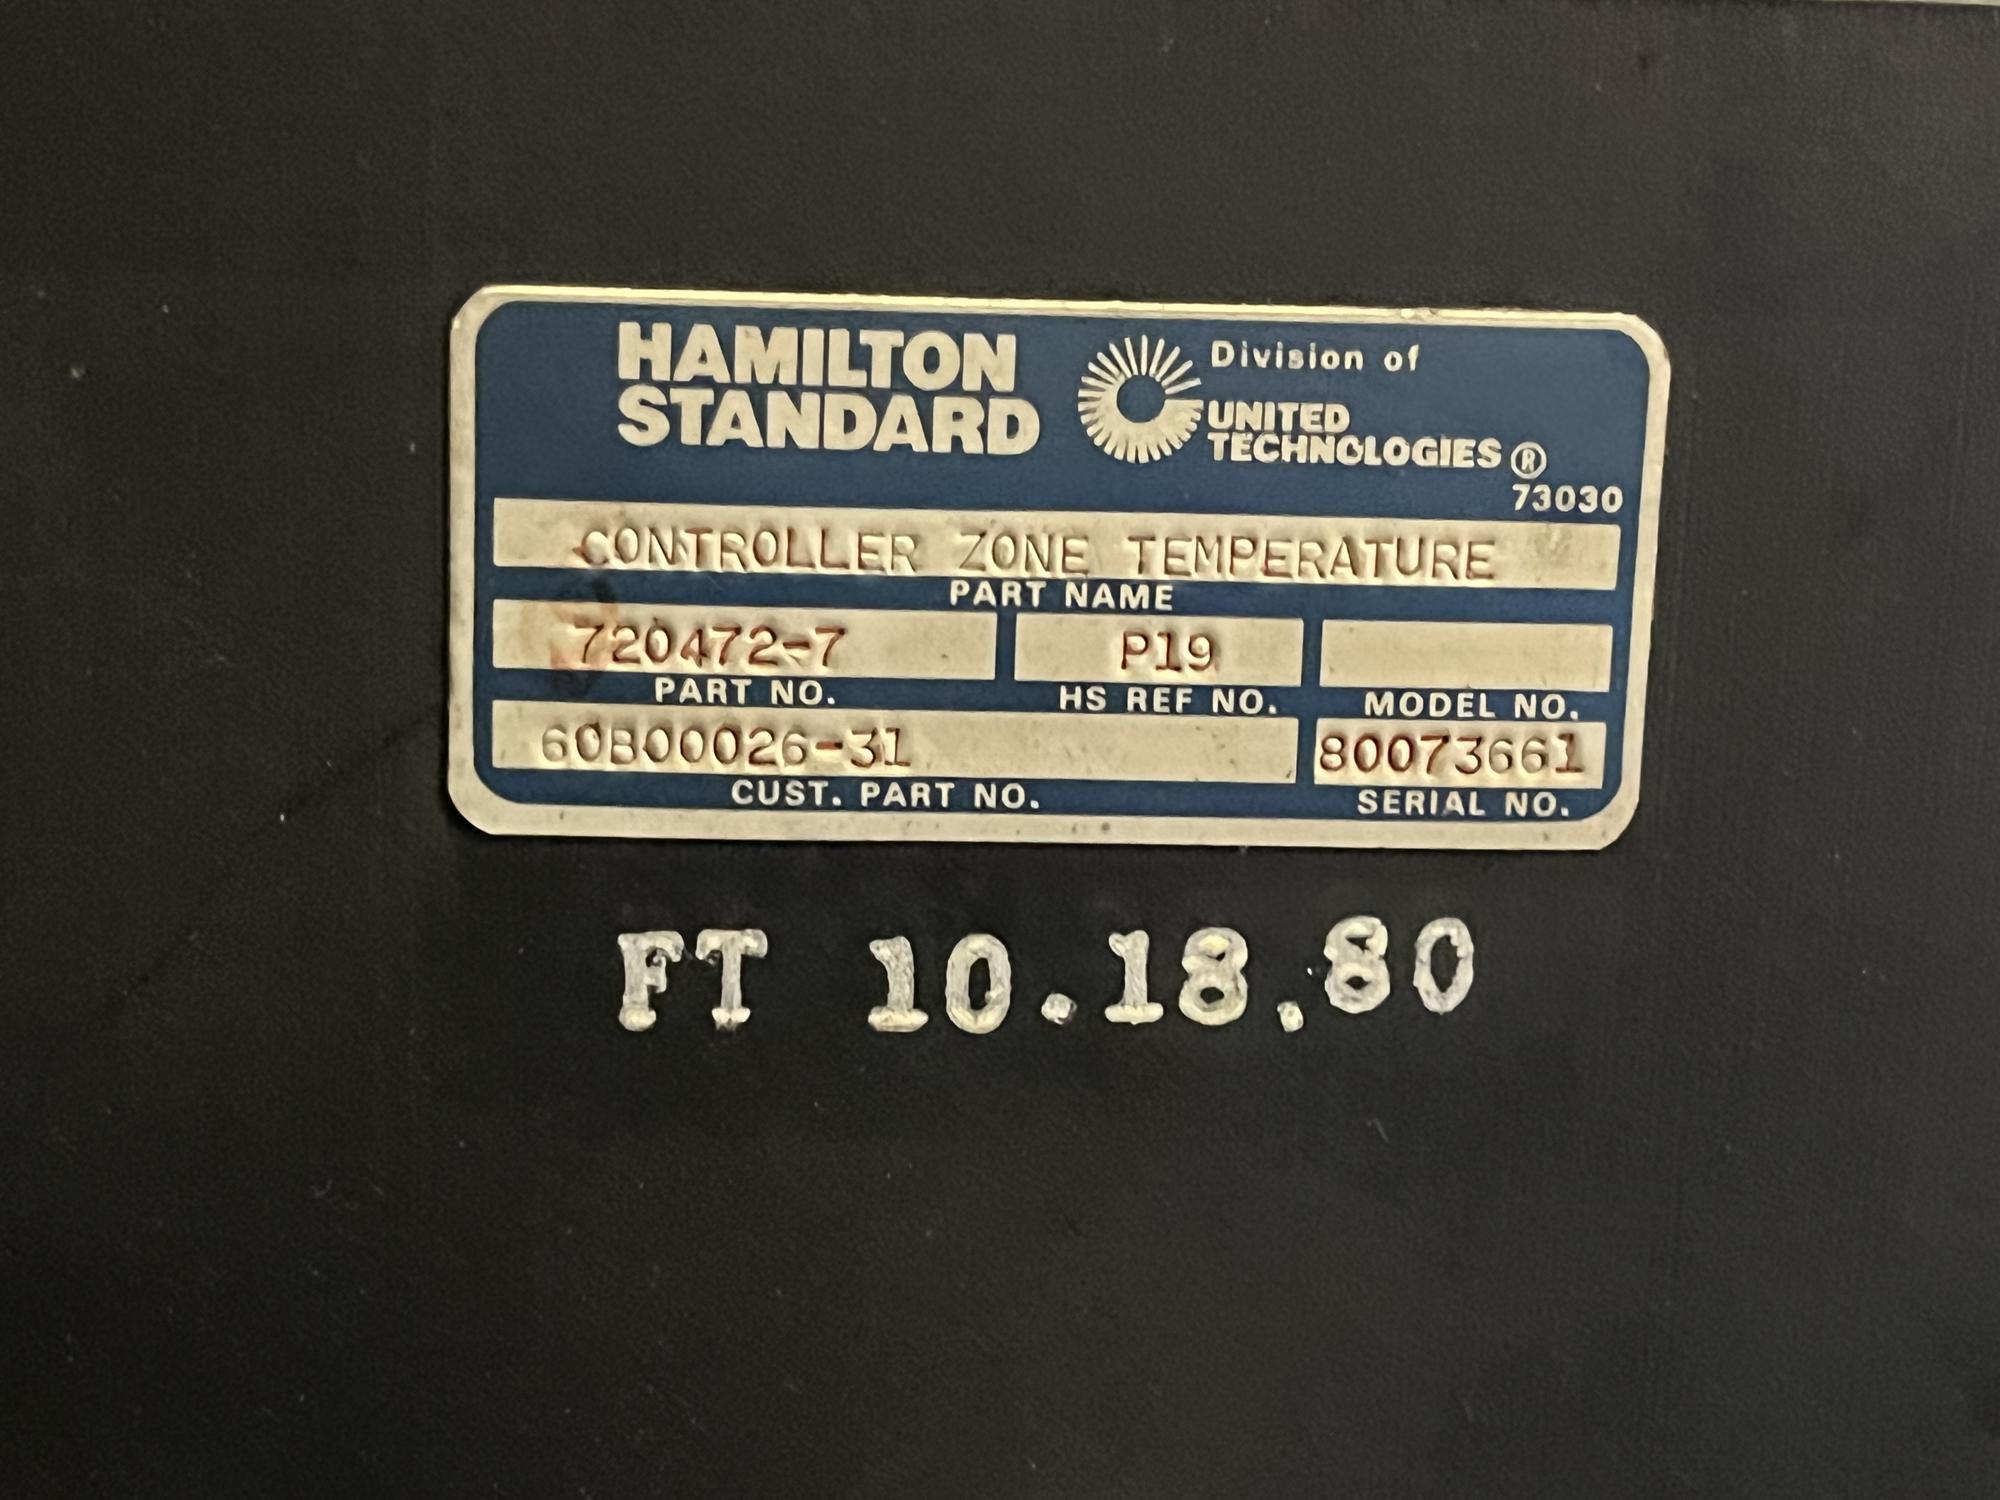 HAMILTON
STANDARD
Division of
UNITED
TECHNOLOGIES ®
73030
CONTROLLER ZONE TEMPERATURE
PART NAME
720472-7 P19
PART NO. HS REF NO. MODEL NO.
60B00026-31 80073661
CUST. PART NO. SERIAL NO.
FT 10.18.80